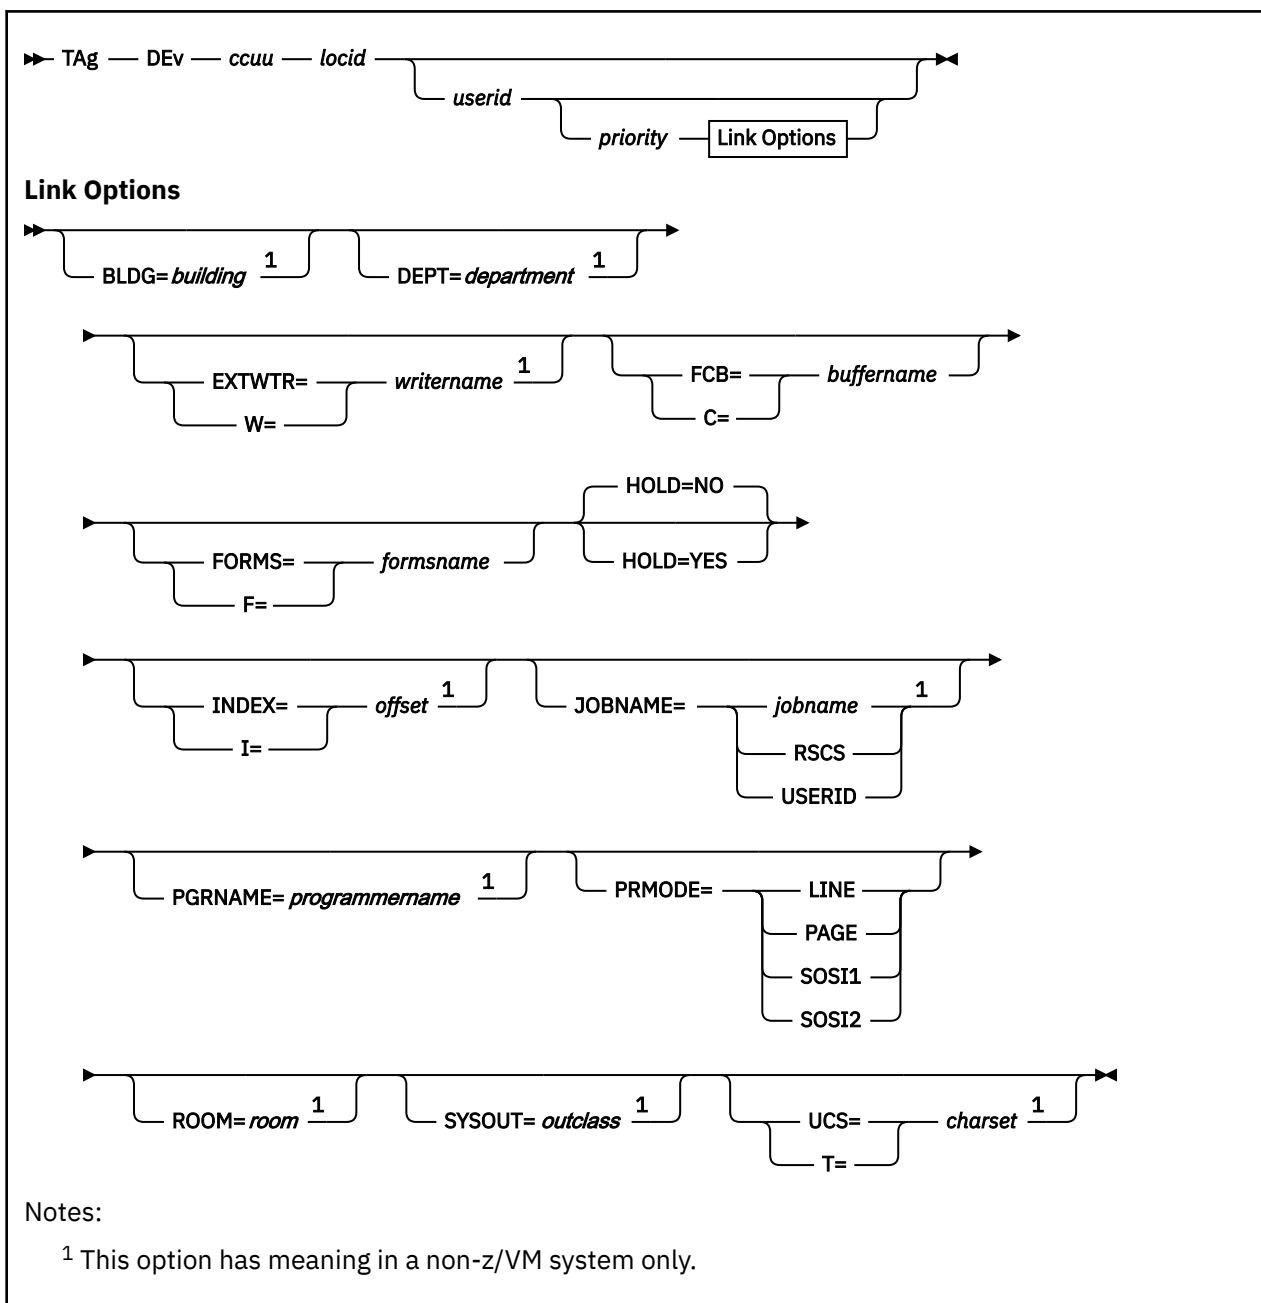 TAg DEv ccuu locid
userid
priority Link Options
Link Options
BLDG=building 1 DEPT=department 1
EXTWTR= writername 1 FCB= buffername
W= C=
HOLD=NO
FORMS= formsname HOLD=YES
F=
INDEX= offset 1 JOBNAME= jobname 1
I= RSCS
USERID
PGRNAME= programmername 1 PRMODE= LINE
PAGE
SOSI1
SOSI2
ROOM=room 1 SYSOUT=outclass 1 UCS= charset 1
T=
Notes:
1 This option has meaning in a non-z/VM system only.